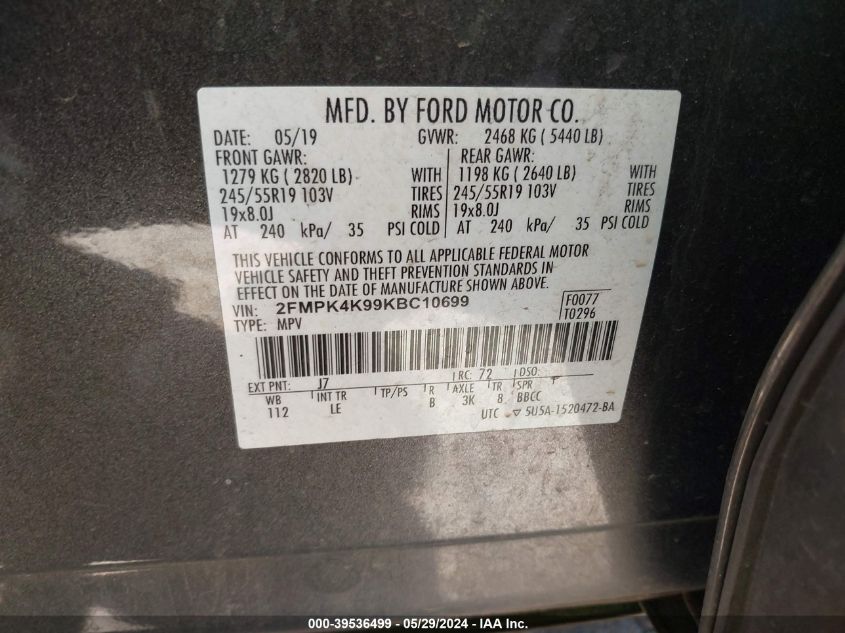 MFD. BY FORD MOTOR CO.
DATE: 05/19 GVWR: 2468 KG ( 5440 LB)
FRONT GAWR: REAR GAWR:
1279 KG ( 2820 LB) WITH 1198 KG ( 2640 LB) WITH
245/55R19 103V TIRES 245/55R19 103V TIRES
19x8.0J RIMS 19x8.0J RIMS
AT 240 kPa/ 35 PSI COLD AT 240 kPa/ 35 PSI COLD
THIS VEHICLE CONFORMS TO ALL APPLICABLE FEDERAL MOTOR
VEHICLE SAFETY AND THEFT PREVENTION STANDARDS IN
EFFECT ON THE DATE OF MANUFACTURE SHOWN ABOVE.
VIN: 2FMPK4K99KBC10699 F0077
TYPE: MPV T0296
EXT PNT: J7 RC: 72 DSO:
WB INT TR TP/PS R AXLE TR SPR
112 LE B 3K 8 BBCC
UTC ▽ 5U5A-1520472-BA
000-39536499 - 05/29/2024 - IAA Inc.